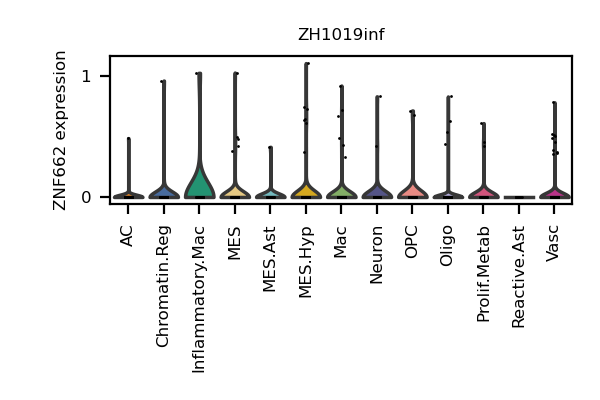 ZH1019inf
ZNF662 expression
1
0
AC
Chromatin.Reg
Inflammatory.Mac
MES
MES.Ast
MES.Hyp
Mac
Neuron
OPC
Oligo
Prolif.Metab
Reactive.Ast
Vasc